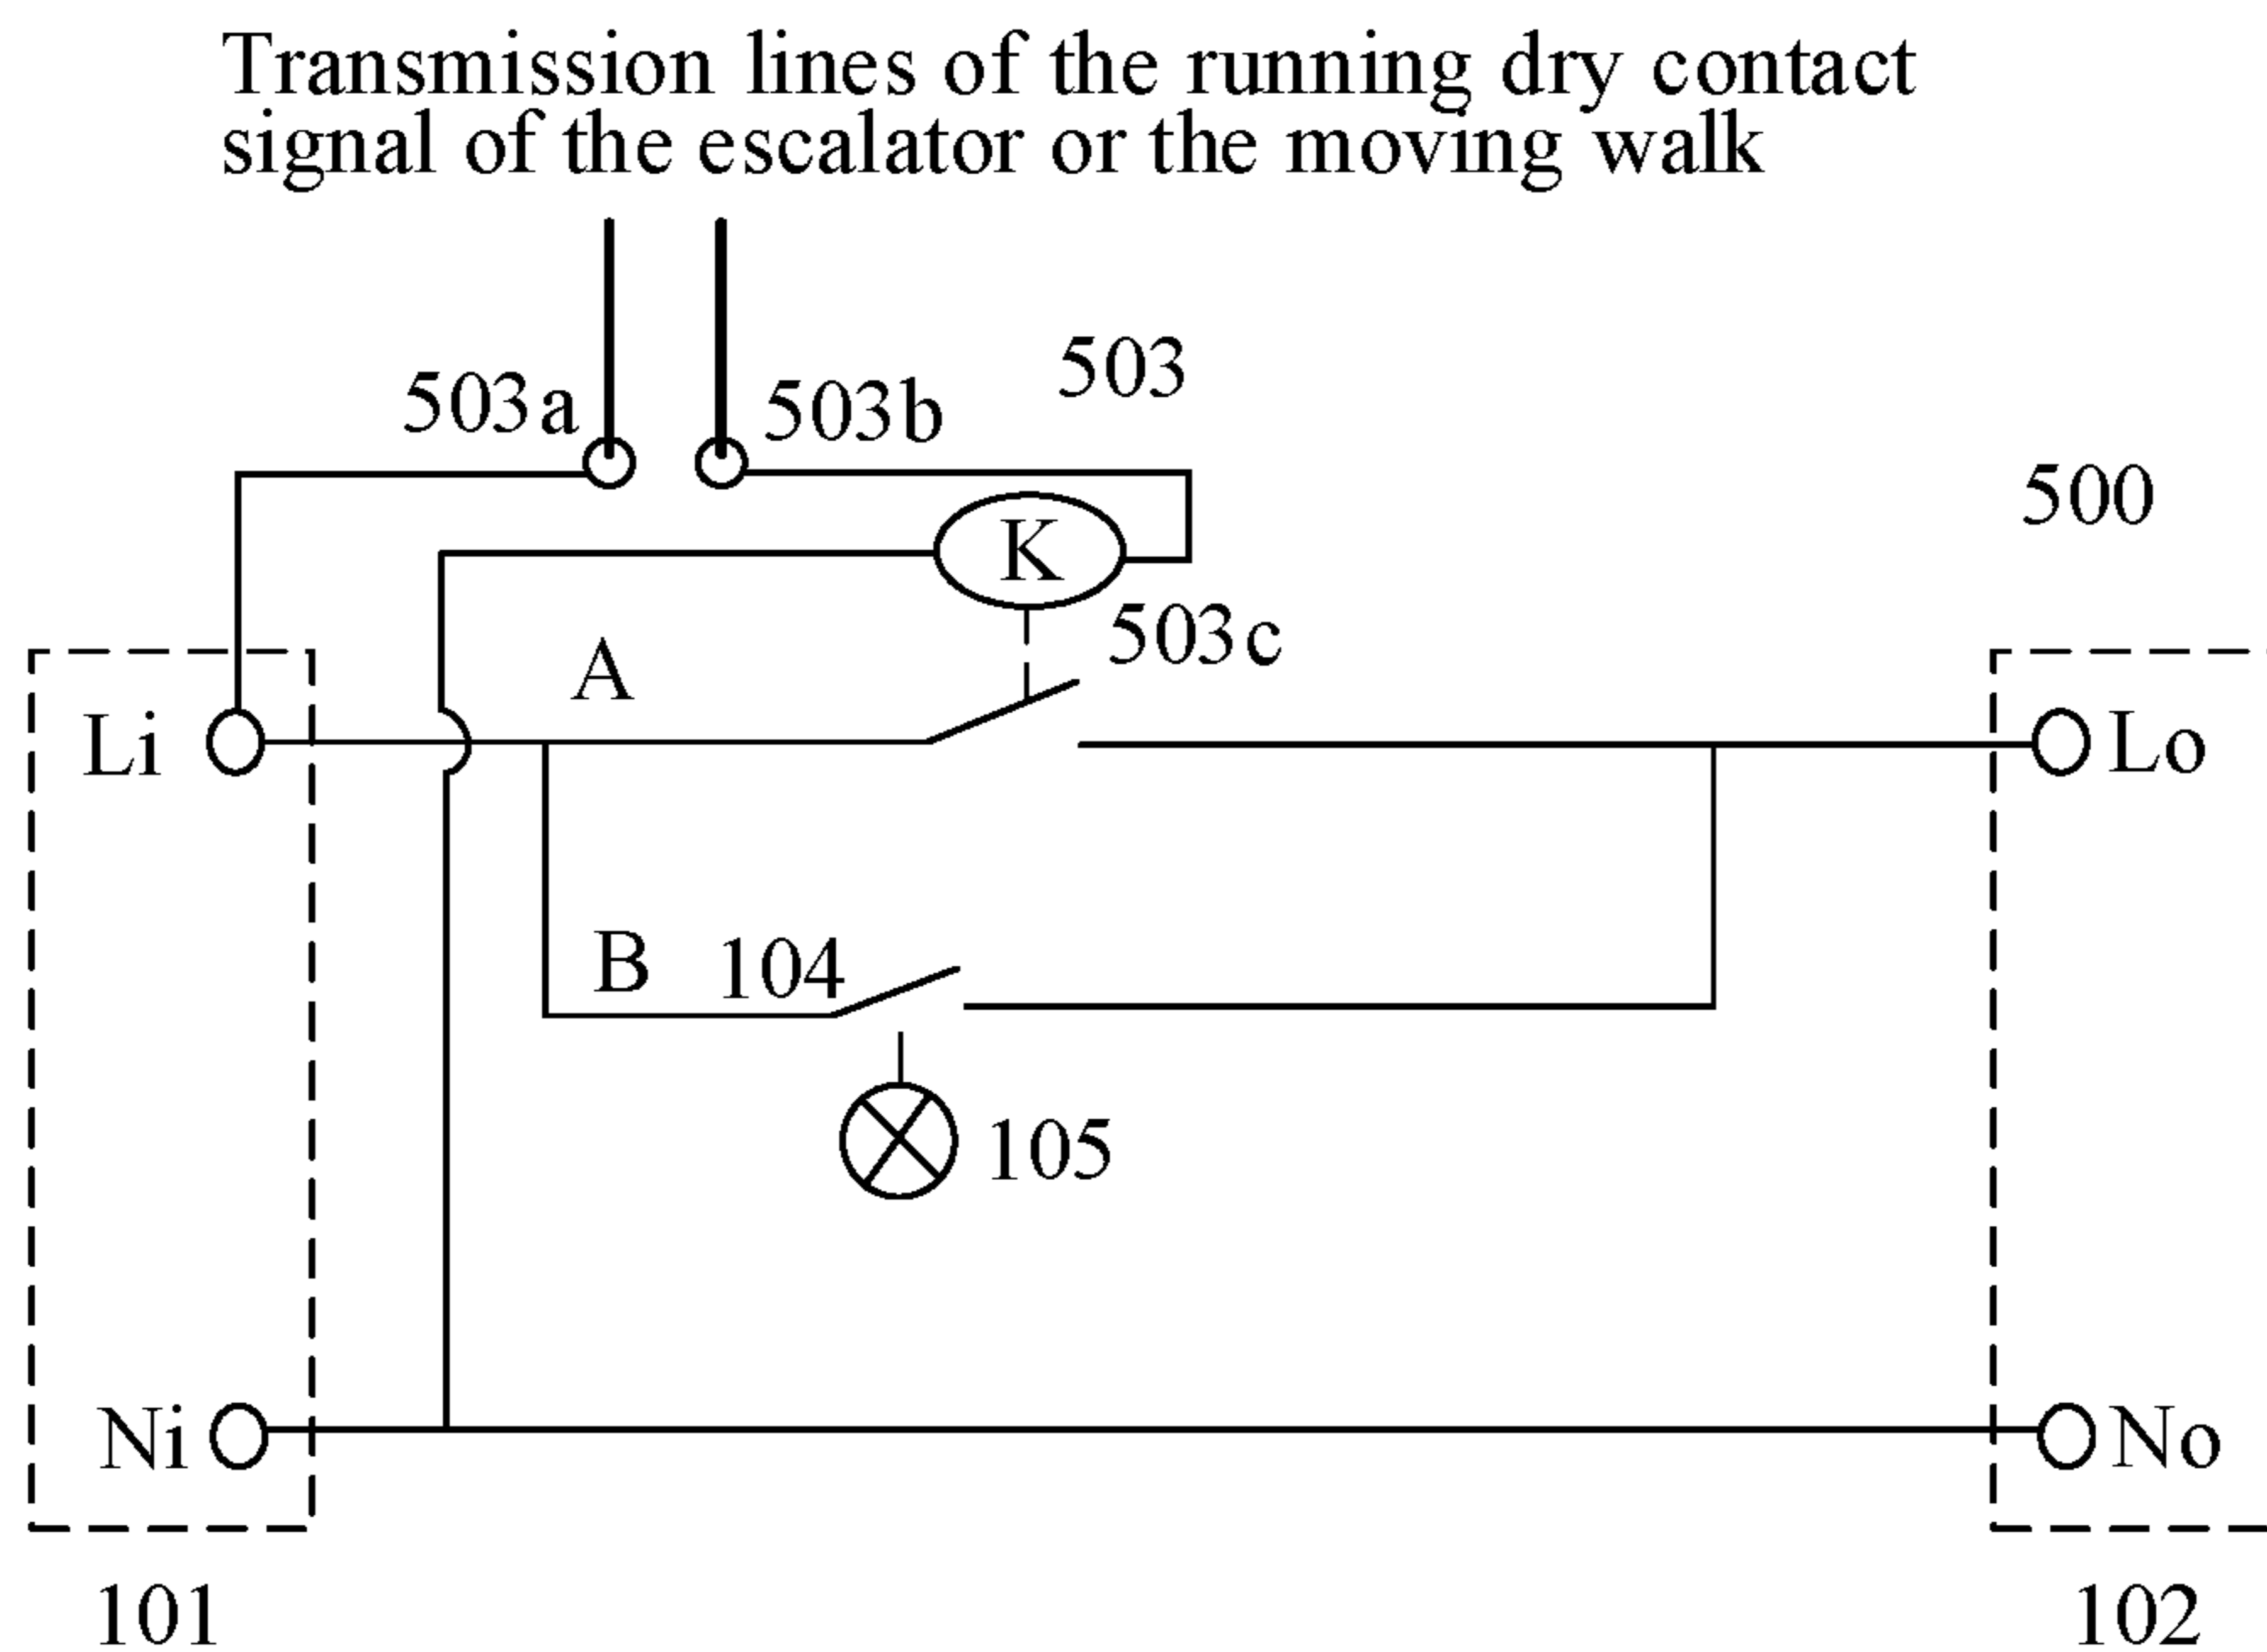 Transmission lines of the running dry contact
signal of the escalator or the moving walk
503
503a
503b
500
K
503c
A
Li
Lo
B
104
105
Ni
No
101
102